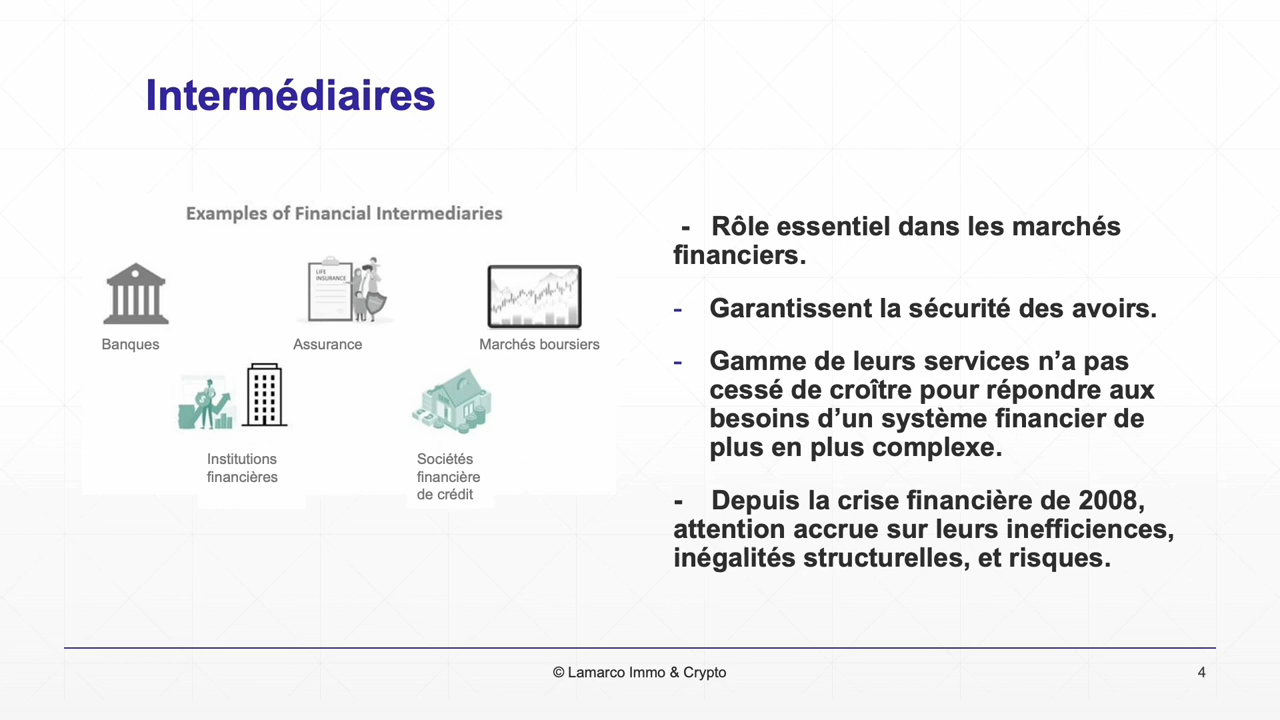 Intermédiaires
Examples of Financial Intermediaries
LIFE
INSURANCE
Banques
Assurance
Marchés boursiers
Institutions
financières
Sociétés
financière
de crédit
- Rôle essentiel dans les marchés
financiers.
- Garantissent la sécurité des avoirs.
- Gamme de leurs services n’a pas
cessé de croître pour répondre aux
besoins d’un système financier de
plus en plus complexe.
- Depuis la crise financière de 2008,
attention accrue sur leurs inefficiences,
inégalités structurelles, et risques.
© Lamarco Immo & Crypto
4